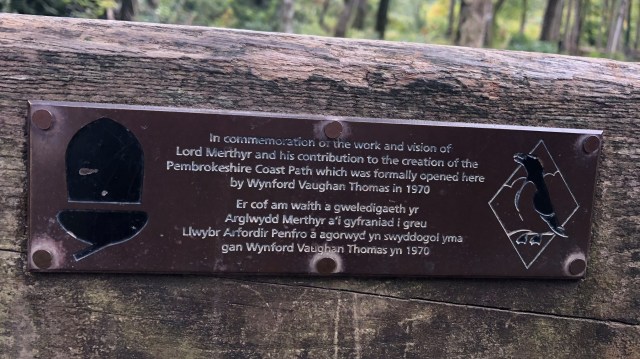 In commemoration of the work and vision of
Lord Merthyr and his contribution to the creation of the
Pembrokeshire Coast Path which was formally opened here
by Wynford Vaughan Thomas in 1970
Er cof am waith a gweledigaeth yr
Arglwydd Merthyr a'i gyfraniad i greu
Llwybr Arfordir Penfro a agorwyd yn swyddogol yma
gan Wynford Vaughan Thomas yn 1970